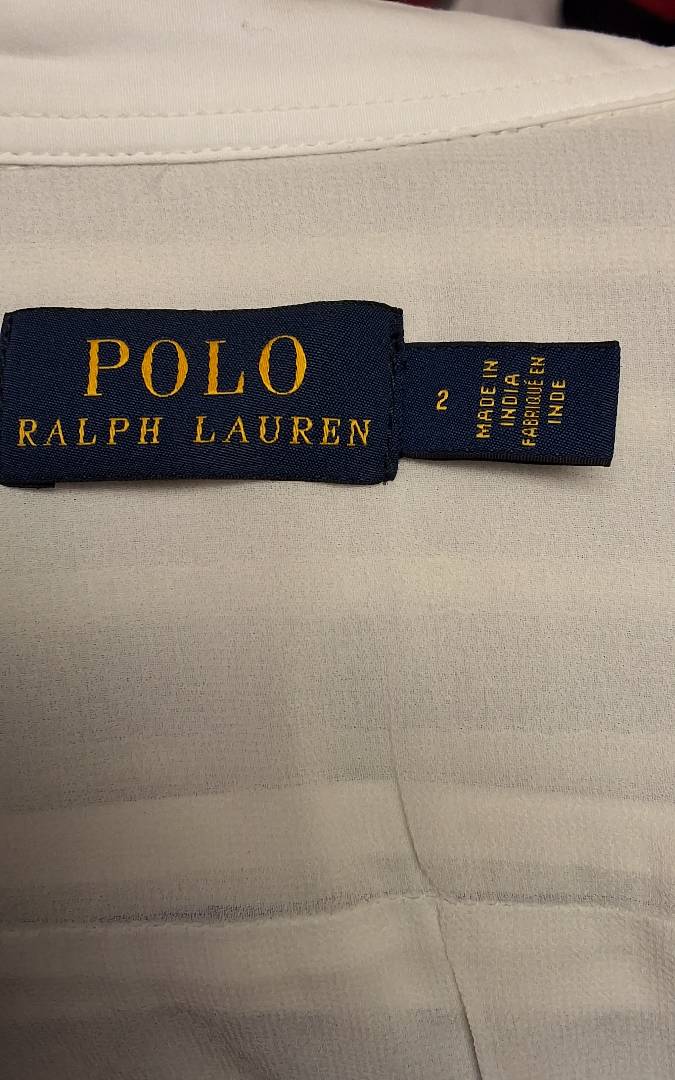 POLO
RALPH LAUREN
2
MADE IN
INDIA
FABRIQUÉ EN
INDE